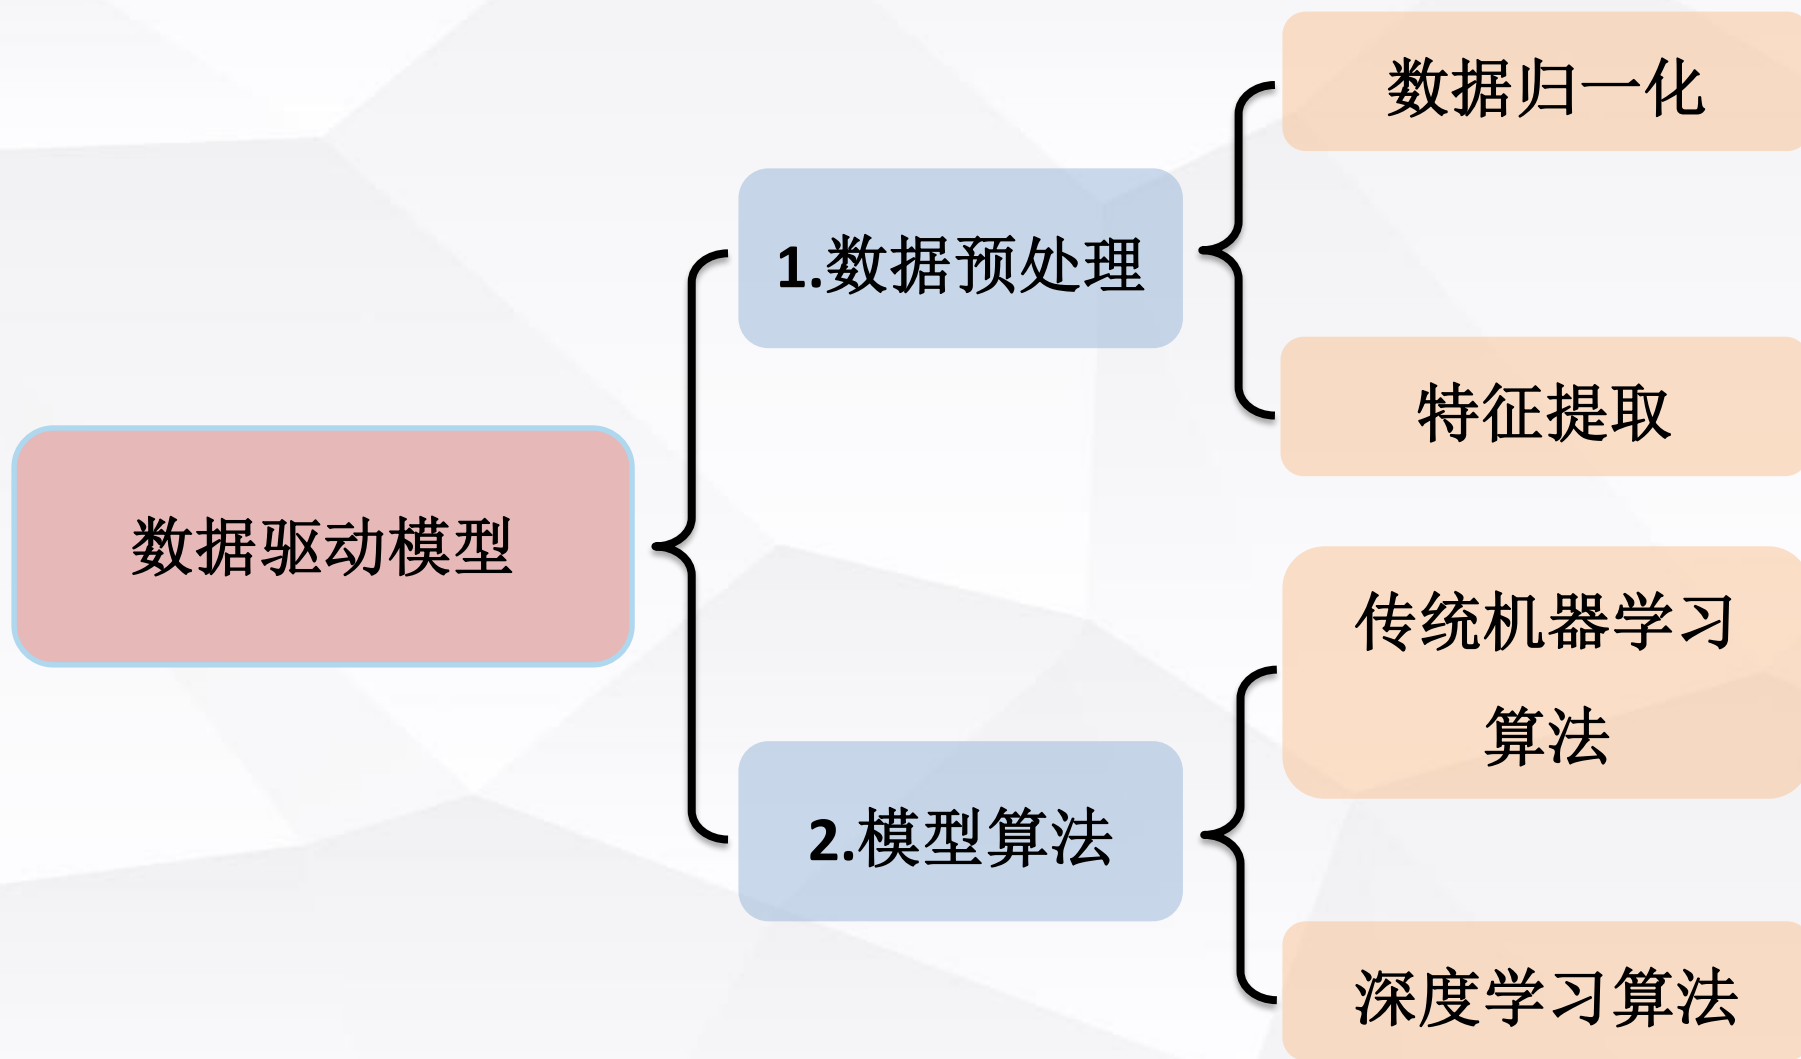 数据归一化
1.数据预处理
特征提取
数据驱动模型
传统机器学习
算法
2.模型算法
深度学习算法